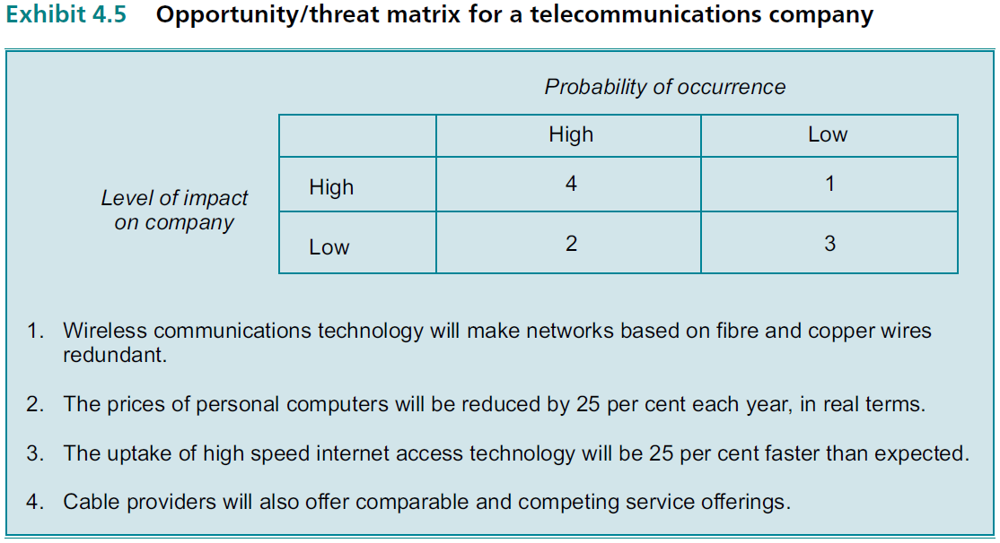 Exhibit 4.5 Opportunity/threat matrix for a telecommunications company
Probability of occurrence
High Low
Level of impact
on company
High 4 1
Low 2 3
1. Wireless communications technology will make networks based on fibre and copper wires
redundant.
2. The prices of personal computers will be reduced by 25 per cent each year, in real terms.
3. The uptake of high speed internet access technology will be 25 per cent faster than expected.
4. Cable providers will also offer comparable and competing service offerings.